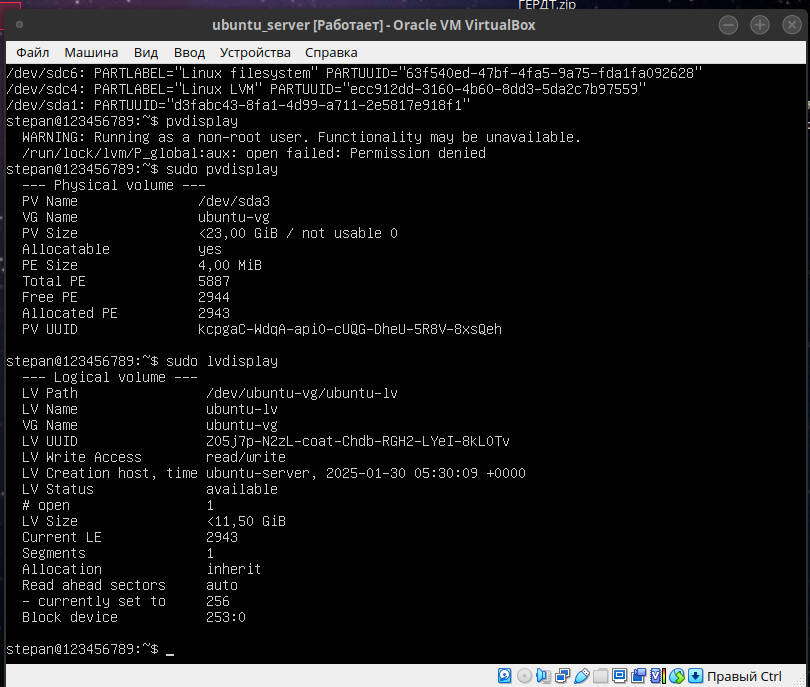 ГЕРДТ.zip
ubuntu_server [Работает] - Oracle VM VirtualBox
Файл Машина Вид Ввод Устройства Справка
/dev/sdc6: PARTLABEL="Linux filesystem" PARTUUID="63f540ed-47bf-4fa5-9a75-fda1fa092628"
/dev/sdc4: PARTLABEL="Linux LVM" PARTUUID="ecc912dd-3160-4b60-8dd3-5da2c7b97559"
/dev/sda1: PARTUUID="d3fabc43-8fa1-4d99-a711-2e5817e918f1"
stepan@123456789:~$ pvdisplay
  WARNING: Running as a non-root user. Functionality may be unavailable.
  /run/lock/lvm/P_global:aux: open failed: Permission denied
stepan@123456789:~$ sudo pvdisplay
  --- Physical volume ---
  PV Name               /dev/sda3
  VG Name               ubuntu-vg
  PV Size               <23,00 GiB / not usable 0
  Allocatable           yes
  PE Size               4,00 MiB
  Total PE              5887
  Free PE               2944
  Allocated PE          2943
  PV UUID               kcpgaC-WdqA-api0-cUQG-DheU-5R8V-8xsQeh
stepan@123456789:~$ sudo lvdisplay
  --- Logical volume ---
  LV Path                /dev/ubuntu-vg/ubuntu-lv
  LV Name                ubuntu-lv
  VG Name                ubuntu-vg
  LV UUID                Z05j7p-N2zL-coat-Chdb-RGH2-LYeI-8kL0Tv
  LV Write Access        read/write
  LV Creation host, time ubuntu-server, 2025-01-30 05:30:09 +0000
  LV Status              available
  # open                 1
  LV Size                <11,50 GiB
  Current LE             2943
  Segments               1
  Allocation             inherit
  Read ahead sectors     auto
  - currently set to     256
  Block device           253:0
stepan@123456789:~$ _
Правый Ctrl